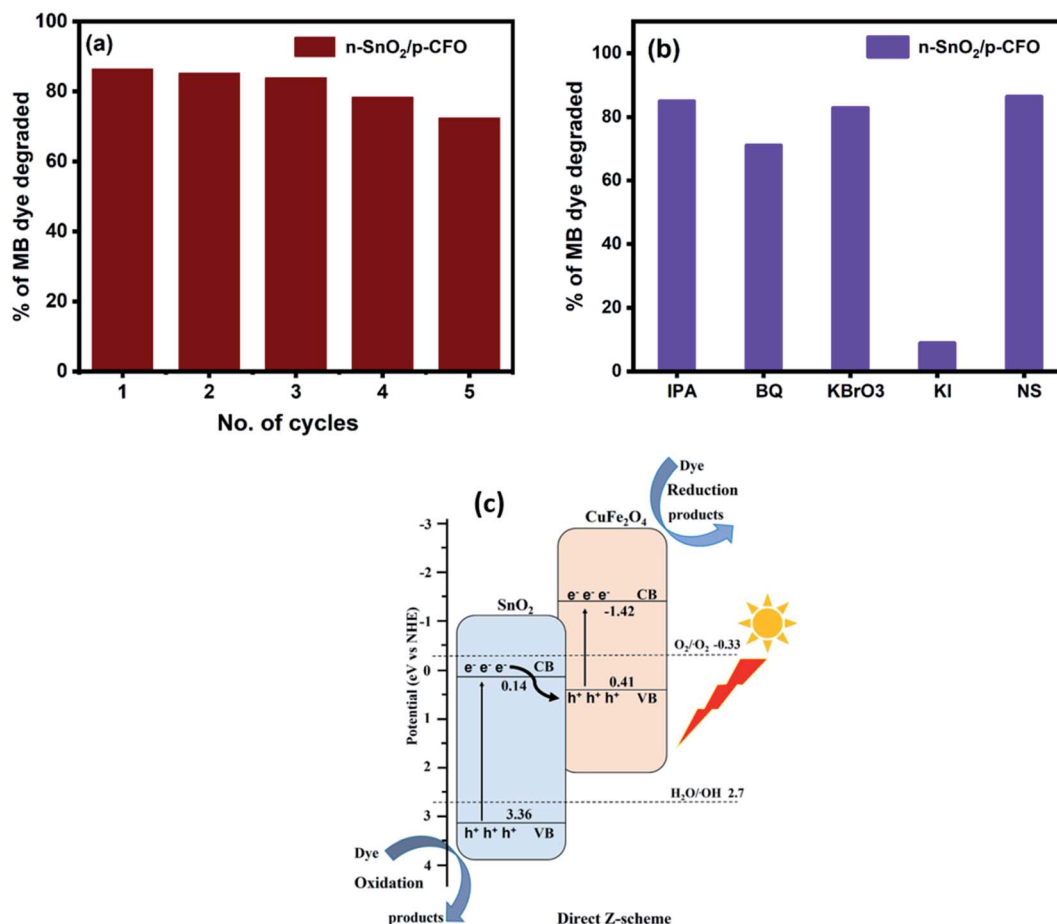 (a)
n-SnO₂/p-CFO
% of MB dye degraded
100
80
60
40
20
0
1 2 3 4 5
No. of cycles
(b)
n-SnO₂/p-CFO
% of MB dye degraded
100
80
60
40
20
0
IPA BQ KBrO3 KI NS
(c)
Dye
Reduction
products
CuFe₂O₄
SnO₂
Potential (eV vs NHE)
-3
-2
-1
0
1
2
3
4
e⁻ e⁻ e⁻ CB
-1.42
O₂/·O₂ -0.33
e⁻ e⁻ e⁻ CB
0.14
0.41
h⁺ h⁺ h⁺ VB
H₂O/·OH 2.7
3.36
h⁺ h⁺ h⁺ VB
Dye
Oxidation
products
Direct Z-scheme